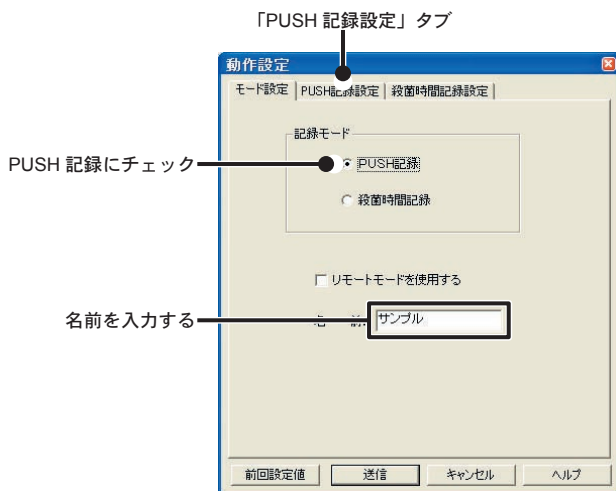 「PUSH 記録設定」タブ
動作設定
モード設定 PUSH記録設定 殺菌時間記録設定
記録モード
PUSH 記録にチェック
PUSH記録
殺菌時間記録
リモートモードを使用する
名前を入力する
名 前: サンプル
前回設定値 送信 キャンセル ヘルプ